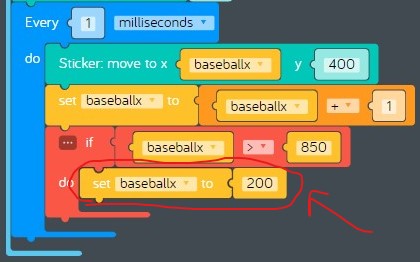 Every 1 milliseconds
do Sticker: move to x baseballx y 400
set baseballx to baseballx + 1
... if baseballx > 850
do set baseballx to 200